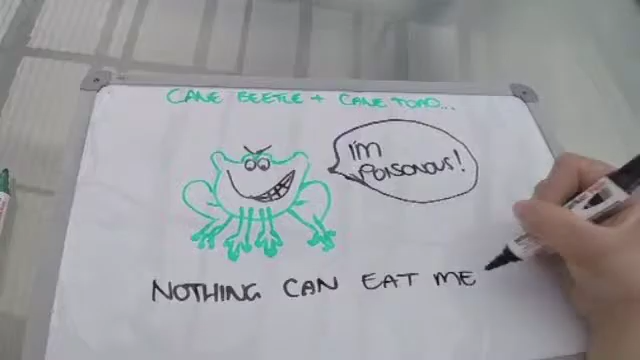 CANE BEETLE + CANE TOAD...
I'M
POISONOUS!
NOTHING CAN EAT ME